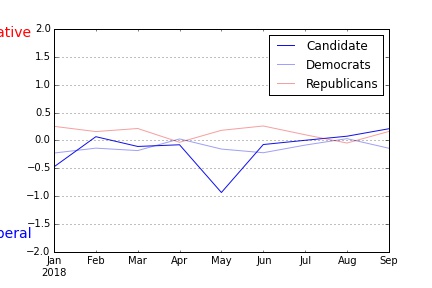 ative
2.0
1.5
1.0
0.5
0.0
−0.5
−1.0
−1.5
−2.0
beral
Candidate
Democrats
Republicans
Jan Feb Mar Apr May Jun Jul Aug Sep
2018